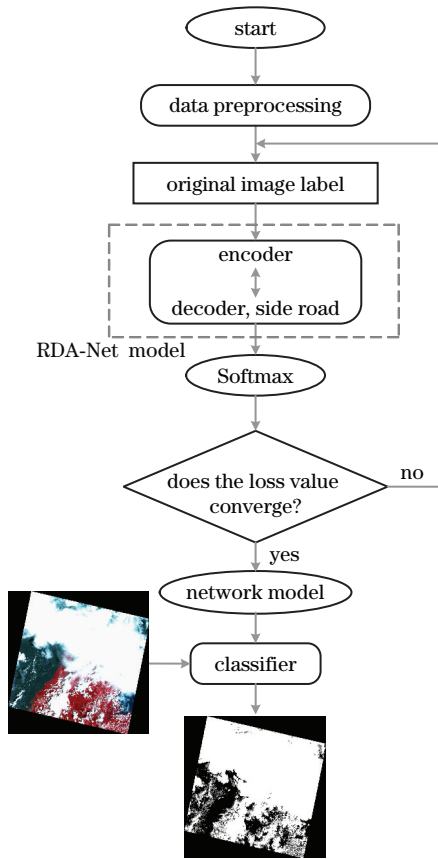 start
data preprocessing
original image label
encoder
decoder, side road
RDA-Net model
Softmax
does the loss value
converge?
no
yes
network model
classifier